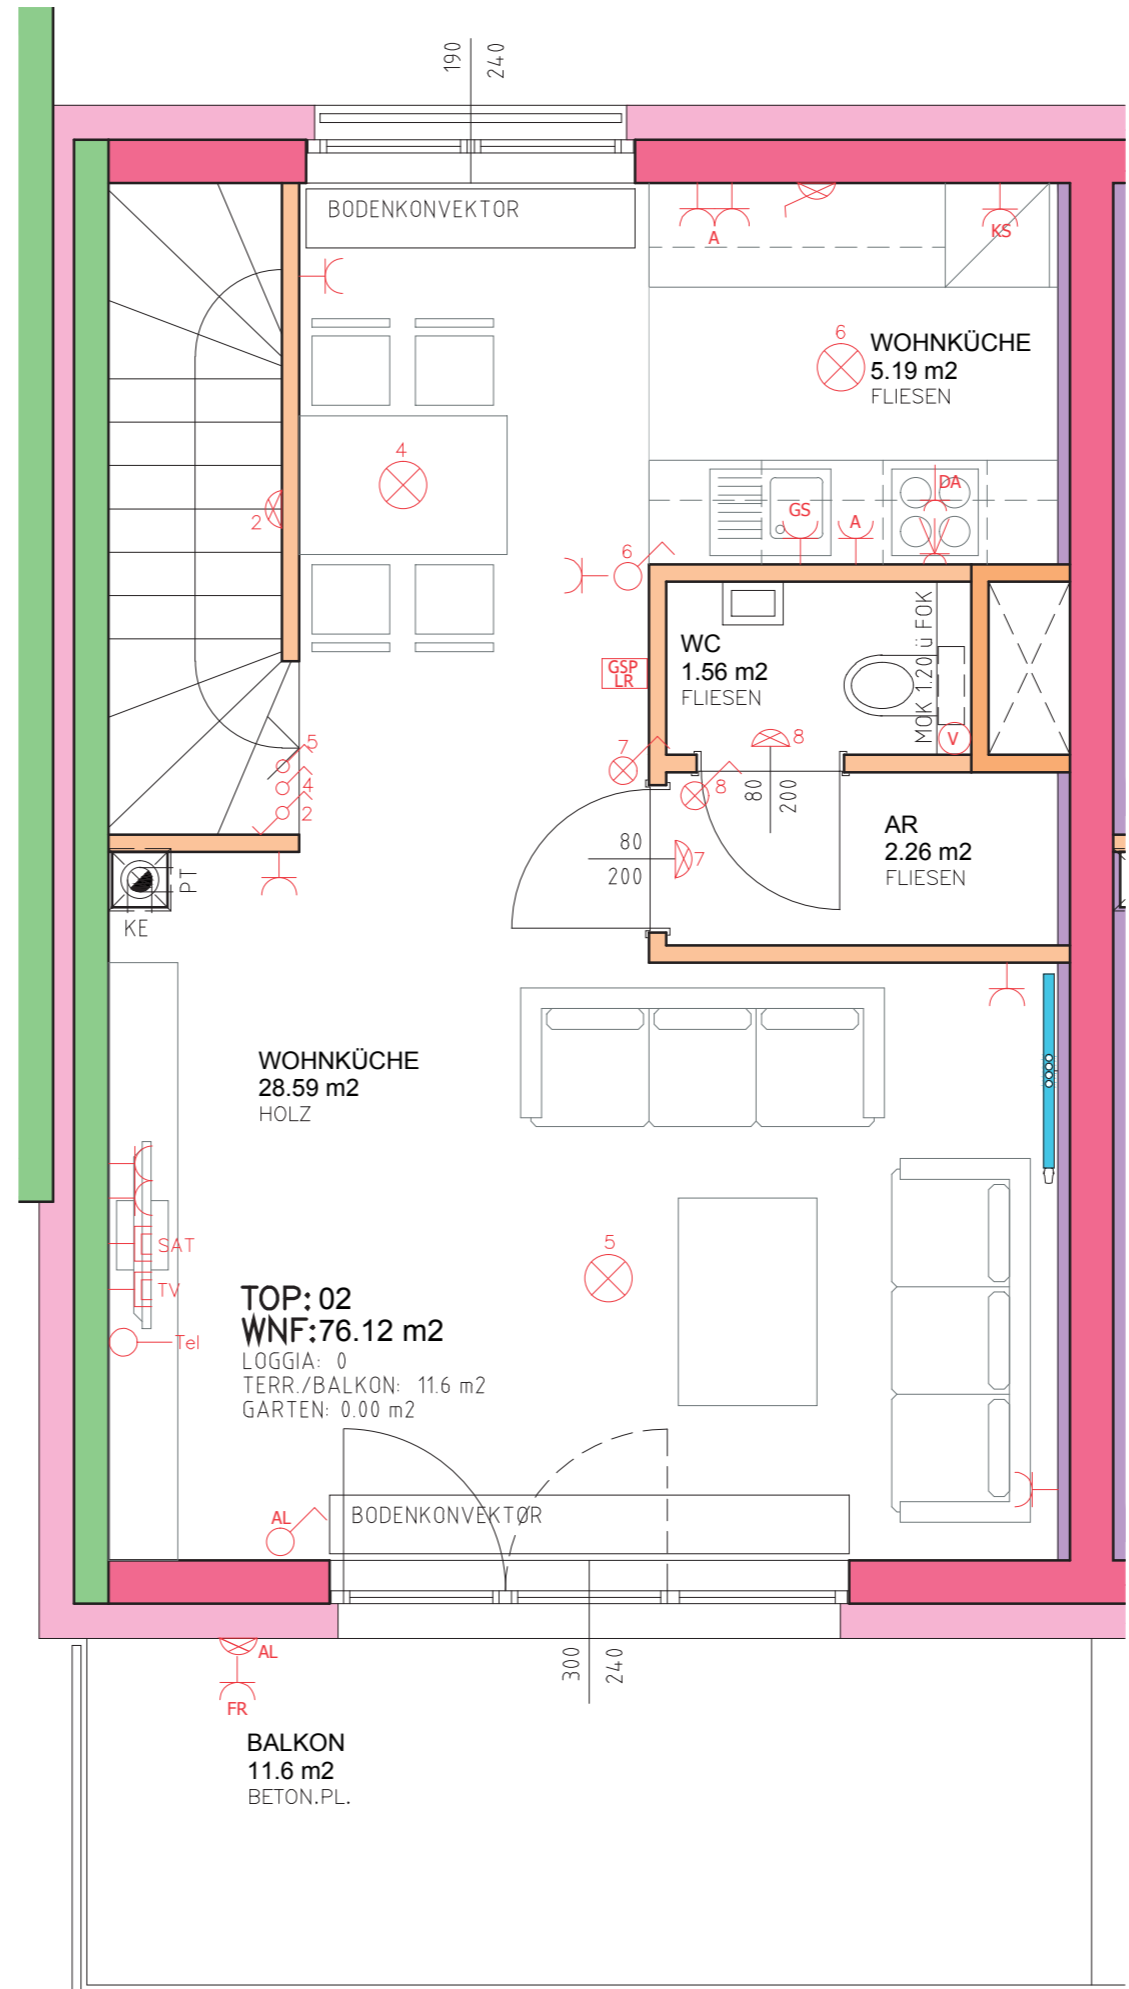 190
240
BODENKONVEKTOR
A
KS
6
WOHNKÜCHE
5.19 m2
FLIESEN
4
2
GS
A
DA
6
WC
1.56 m2
FLIESEN
MOK 1.20 ü FOK
GSP
LR
V
5
4
2
7
8
8
80
200
80
200
7
AR
2.26 m2
FLIESEN
PT
KE
WOHNKÜCHE
28.59 m2
HOLZ
SAT
TV
Tel
5
TOP: 02
WNF:76.12 m2
LOGGIA: 0
TERR./BALKON: 11.6 m2
GARTEN: 0.00 m2
AL
BODENKONVEKTOR
AL
FR
300
240
BALKON
11.6 m2
BETON.PL.